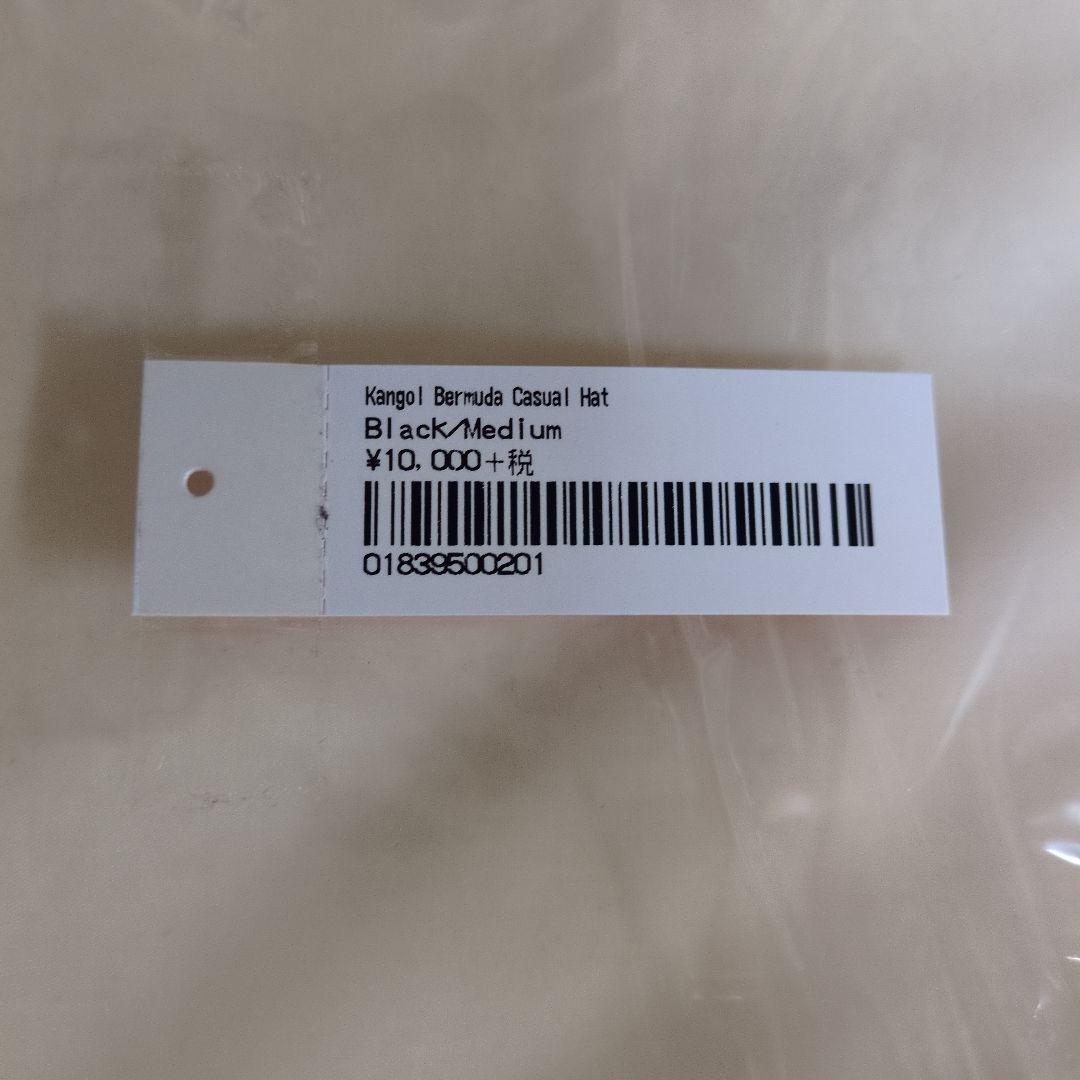 Kangol Bermuda Casual Hat
Black/Medium
¥10,000+税
01839500201